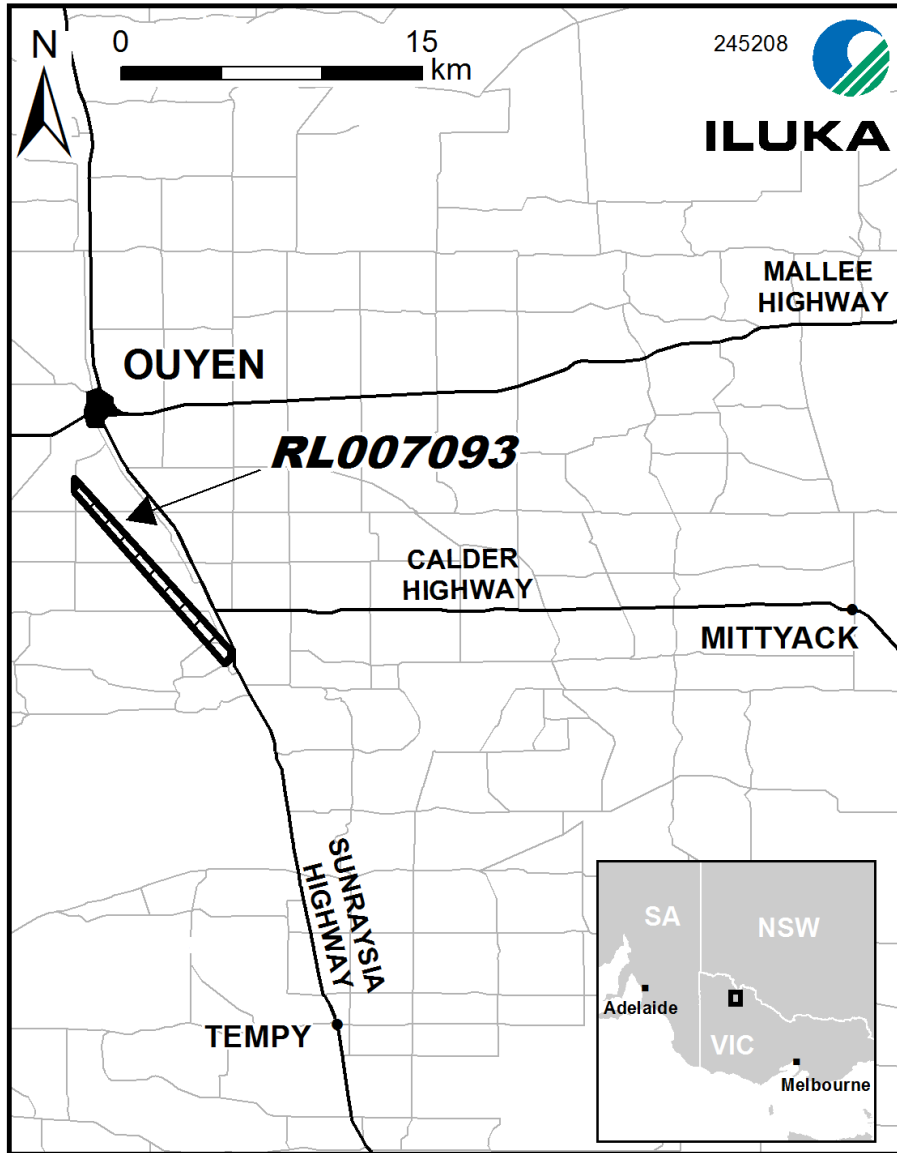 N
0 15
km
245208
ILUKA
MALLEE
HIGHWAY
OUYEN
RL007093
CALDER
HIGHWAY
MITTYACK
SUNRAYSIA
HIGHWAY
TEMPY
SA
NSW
Adelaide
VIC
Melbourne